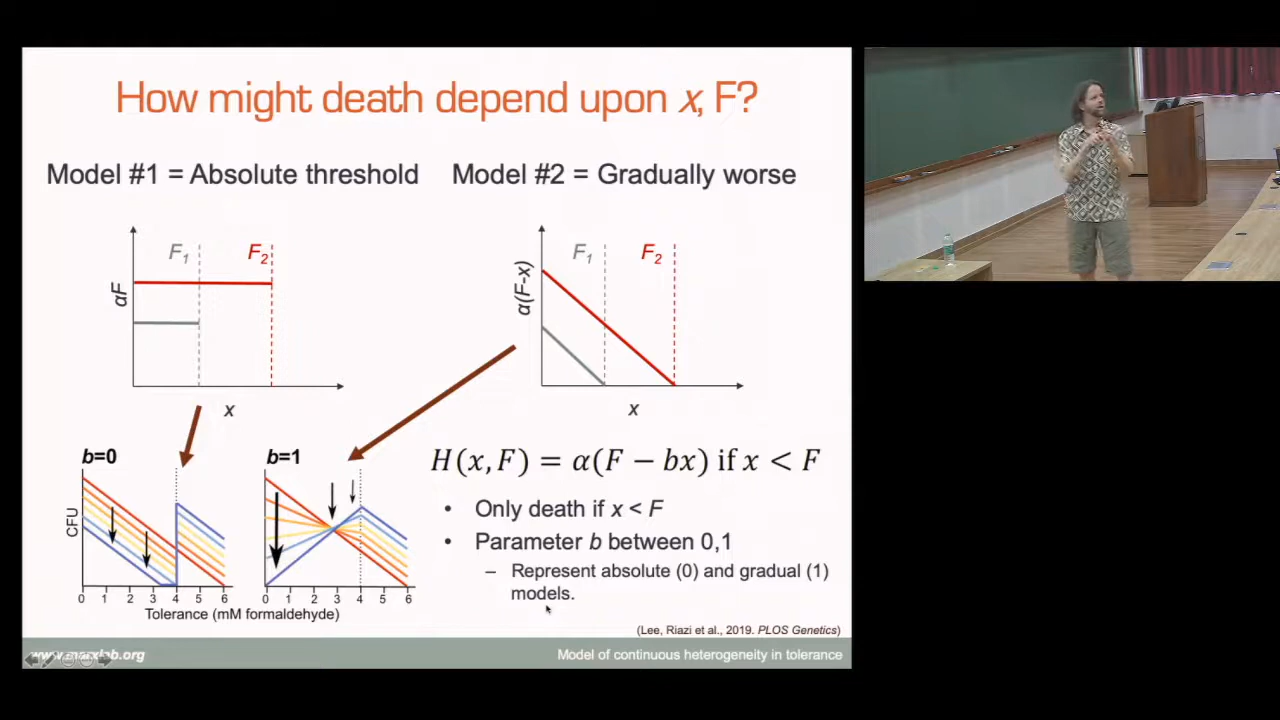 How might death depend upon x, F?
Model #1 = Absolute threshold
Model #2 = Gradually worse
F1
F2
αF
x
F1
F2
α(F-x)
x
b=0
b=1
CFU
0 1 2 3 4 5 6
0 1 2 3 4 5 6
Tolerance (mM formaldehyde)
H(x, F) = α(F − bx) if x < F
• Only death if x < F
• Parameter b between 0,1
– Represent absolute (0) and gradual (1)
models.
(Lee, Riazi et al., 2019. PLOS Genetics)
www.marxlab.org
Model of continuous heterogeneity in tolerance